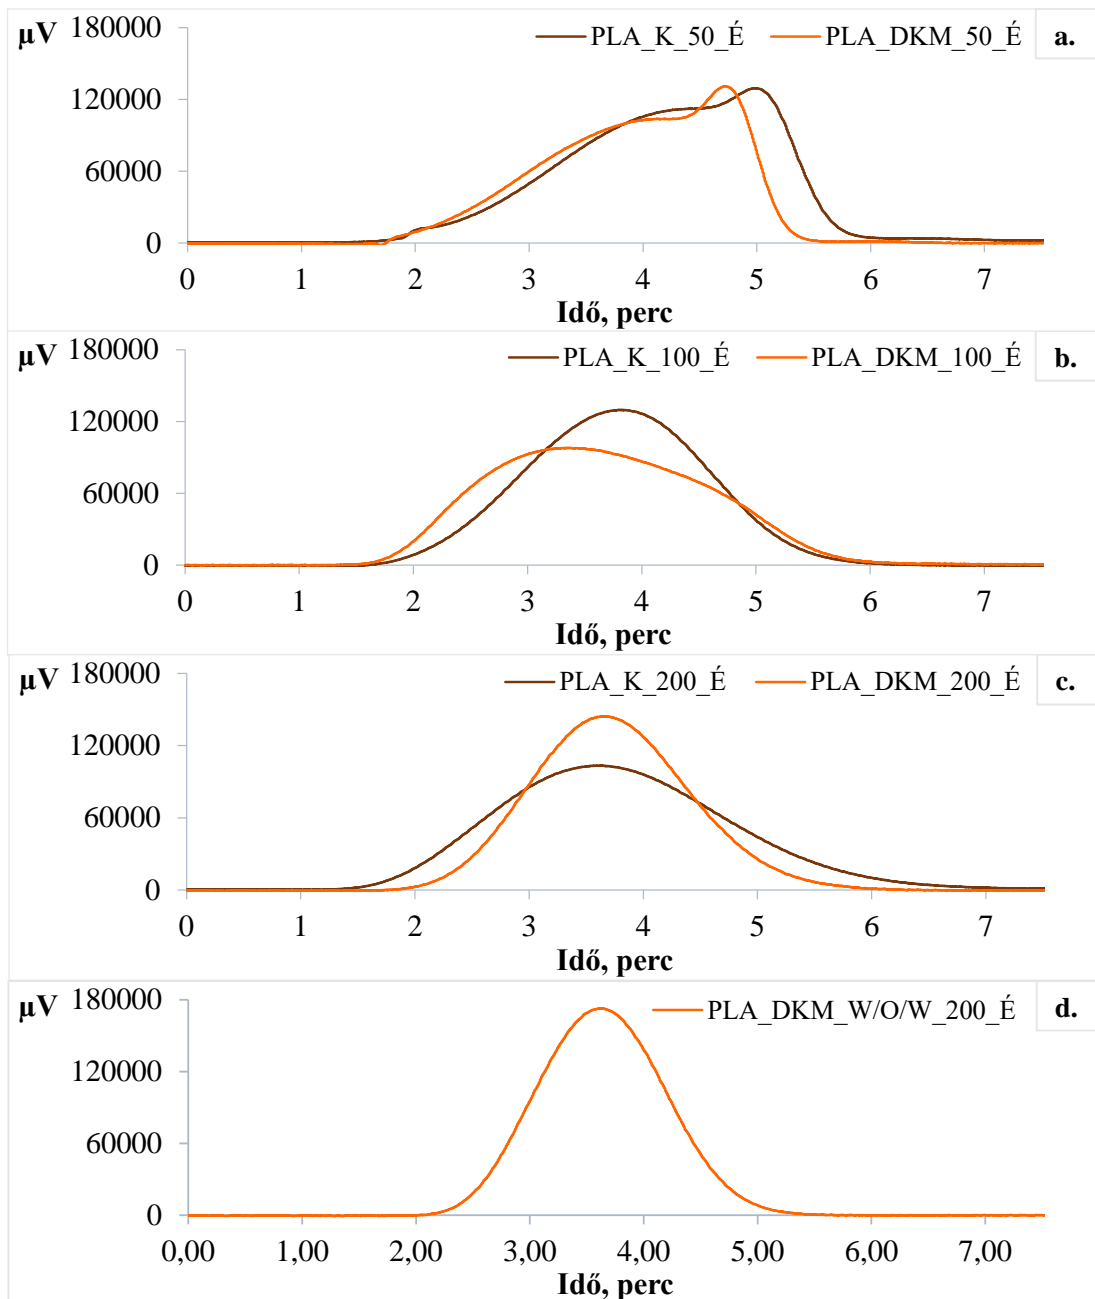 µV 180000 PLA_K_50_É PLA_DKM_50_É a.
120000
60000
0
0 1 2 3 4 5 6 7
Idő, perc
µV 180000 PLA_K_100_É PLA_DKM_100_É b.
120000
60000
0
0 1 2 3 4 5 6 7
Idő, perc
µV 180000 PLA_K_200_É PLA_DKM_200_É c.
120000
60000
0
0 1 2 3 4 5 6 7
Idő, perc
µV 180000 PLA_DKM_W/O/W_200_É d.
120000
60000
0
0,00 1,00 2,00 3,00 4,00 5,00 6,00 7,00
Idő, perc